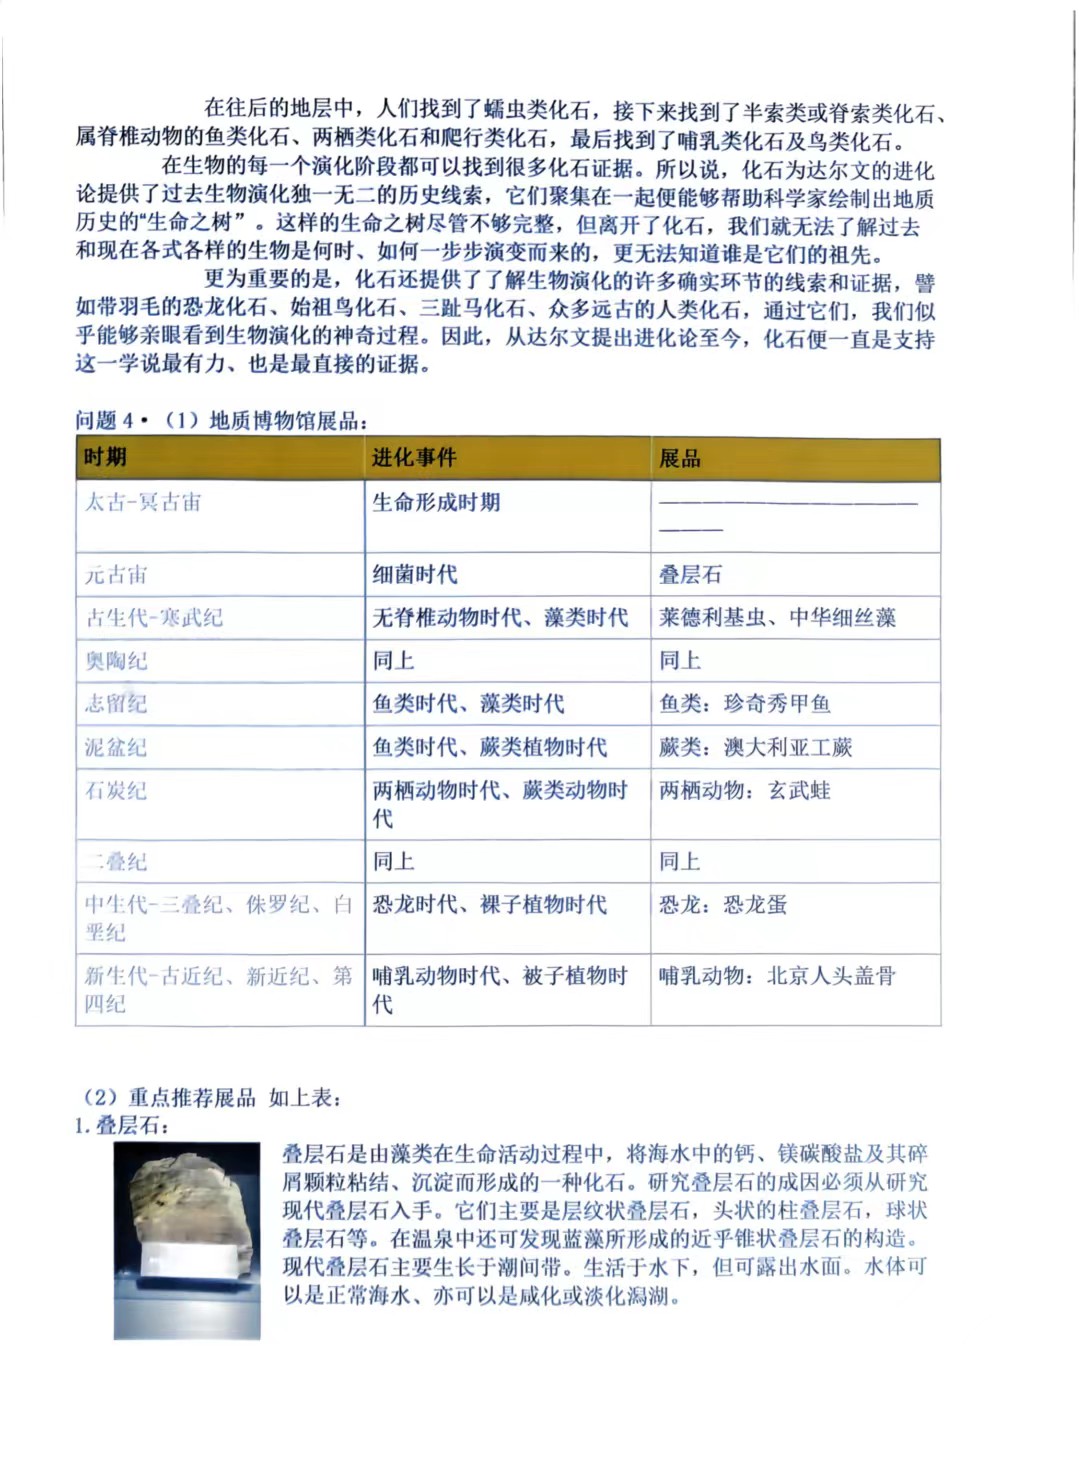 在往后的地层中，人们找到了蠕虫类化石，接下来找到了半索类或脊索类化石、
属脊椎动物的鱼类化石、两栖类化石和爬行类化石，最后找到了哺乳类化石及鸟类化石。
在生物的每一个演化阶段都可以找到很多化石证据。所以说，化石为达尔文的进化
论提供了过去生物演化独一无二的历史线索，它们聚集在一起便能够帮助科学家绘制出地质
历史的“生命之树”。这样的生命之树尽管不够完整，但离开了化石，我们就无法了解过去
和现在各式各样的生物是何时、如何一步步演变而来的，更无法知道谁是它们的祖先。
更为重要的是，化石还提供了了解生物演化的许多确实环节的线索和证据，譬
如带羽毛的恐龙化石、始祖鸟化石、三趾马化石、众多远古的人类化石，通过它们，我们似
乎能够亲眼看到生物演化的神奇过程。因此，从达尔文提出进化论至今，化石便一直是支持
这一学说最有力、也是最直接的证据。
问题 4·（1）地质博物馆展品：
时期 进化事件 展品
太古-冥古宙 生命形成时期 ————————————
———
元古宙 细菌时代 叠层石
古生代-寒武纪 无脊椎动物时代、藻类时代 莱德利基虫、中华细丝藻
奥陶纪 同上 同上
志留纪 鱼类时代、藻类时代 鱼类：珍奇秀甲鱼
泥盆纪 鱼类时代、蕨类植物时代 蕨类：澳大利亚工蕨
石炭纪 两栖动物时代、蕨类动物时 两栖动物：玄武蛙
代
二叠纪 同上 同上
中生代-三叠纪、侏罗纪、白 恐龙时代、裸子植物时代 恐龙：恐龙蛋
垩纪
新生代-古近纪、新近纪、第 哺乳动物时代、被子植物时 哺乳动物：北京人头盖骨
四纪 代
（2）重点推荐展品 如上表：
1.叠层石：
叠层石是由藻类在生命活动过程中，将海水中的钙、镁碳酸盐及其碎
屑颗粒粘结、沉淀而形成的一种化石。研究叠层石的成因必须从研究
现代叠层石入手。它们主要是层纹状叠层石，头状的柱叠层石，球状
叠层石等。在温泉中还可发现蓝藻所形成的近乎锥状叠层石的构造。
现代叠层石主要生长于潮间带。生活于水下，但可露出水面。水体可
以是正常海水、亦可以是咸化或淡化潟湖。